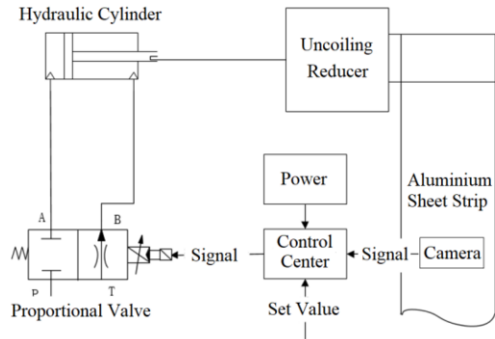 Hydraulic Cylinder
Uncoiling
Reducer
Power
Aluminium
Sheet Strip
A
B
Signal
Control
Center
Signal
Camera
P
T
Proportional Valve
Set Value